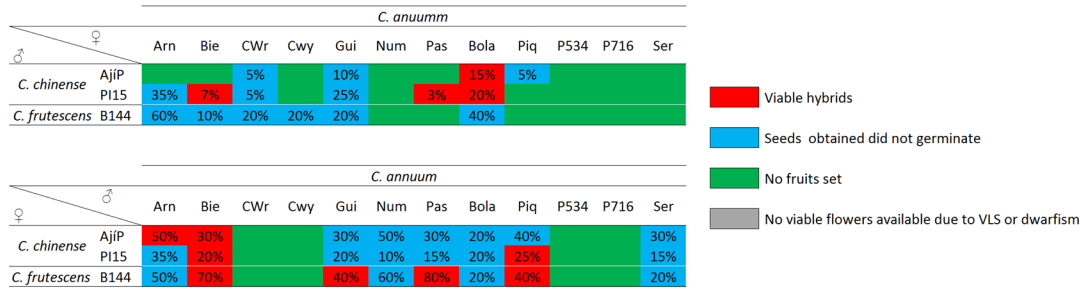 C. anuumm
♀
♂
Arn Bie CWr Cwy Gui Num Pas Bola Piq P534 P716 Ser
C. chinense
AjíP 5% 10% 15% 5%
PI15 35% 7% 5% 25% 3% 20%
C. frutescens B144 60% 10% 20% 20% 20% 40%
Viable hybrids
Seeds obtained did not germinate
No fruits set
No viable flowers available due to VLS or dwarfism
C. annuum
♂
♀
Arn Bie CWr Cwy Gui Num Pas Bola Piq P534 P716 Ser
C. chinense
AjíP 50% 30% 30% 50% 30% 20% 40% 30%
PI15 35% 20% 20% 10% 15% 20% 25% 15%
C. frutescens B144 50% 70% 40% 60% 80% 20% 40% 20%